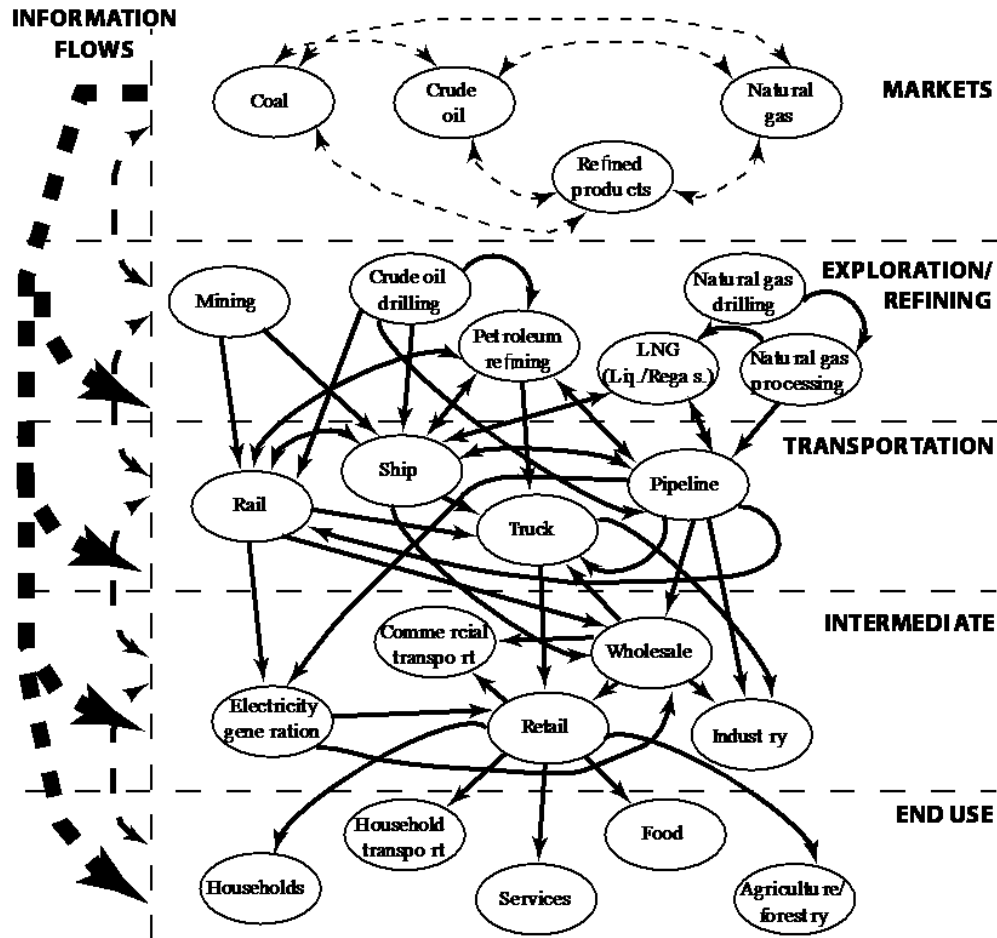 INFORMATION
FLOWS
MARKETS
Coal
Crude
oil
Natural
gas
Refined
products
EXPLORATION/
REFINING
Mining
Crude oil
drilling
Natural gas
drilling
Petroleum
refining
LNG
(Liq./Regas.)
Natural gas
processing
TRANSPORTATION
Ship
Rail
Pipeline
Truck
INTERMEDIATE
Commercial
transport
Wholesale
Electricity
generation
Retail
Industry
END USE
Household
transport
Food
Households
Services
Agriculture/
forestry